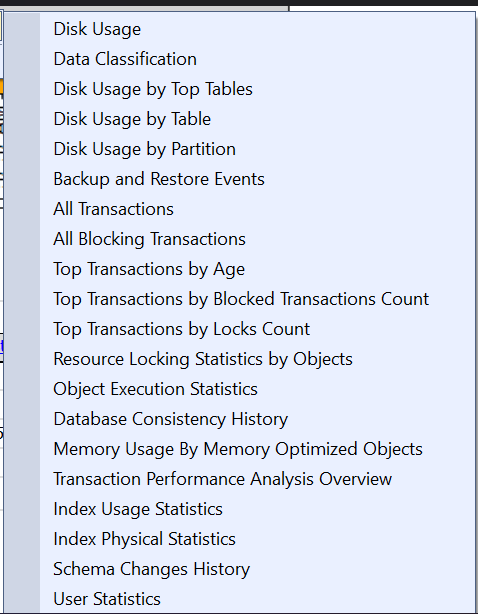 Disk Usage
Data Classification
Disk Usage by Top Tables
Disk Usage by Table
Disk Usage by Partition
Backup and Restore Events
All Transactions
All Blocking Transactions
Top Transactions by Age
Top Transactions by Blocked Transactions Count
Top Transactions by Locks Count
Resource Locking Statistics by Objects
Object Execution Statistics
Database Consistency History
Memory Usage By Memory Optimized Objects
Transaction Performance Analysis Overview
Index Usage Statistics
Index Physical Statistics
Schema Changes History
User Statistics